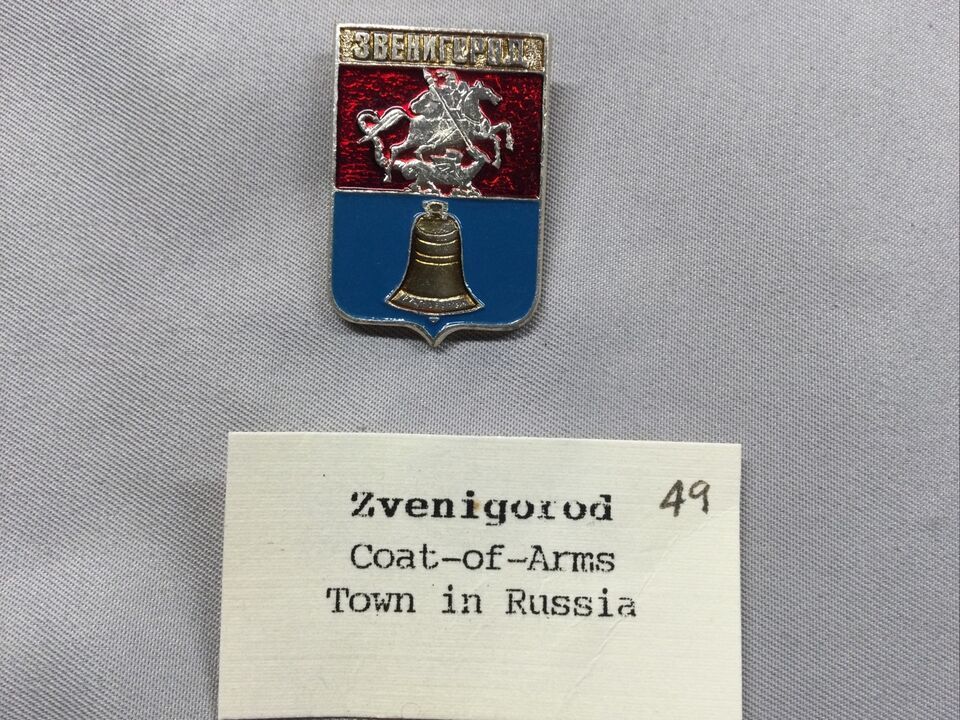 ЗВЕНИГОРОД
Zvenigorod 49
Coat-of-Arms
Town in Russia